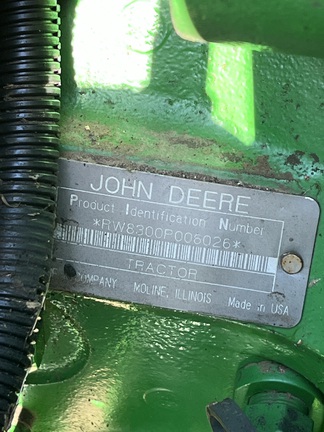 JOHN DEERE
Product Identification Number
*RW8300P006026*
TRACTOR
COMPANY MOLINE, ILLINOIS Made in USA